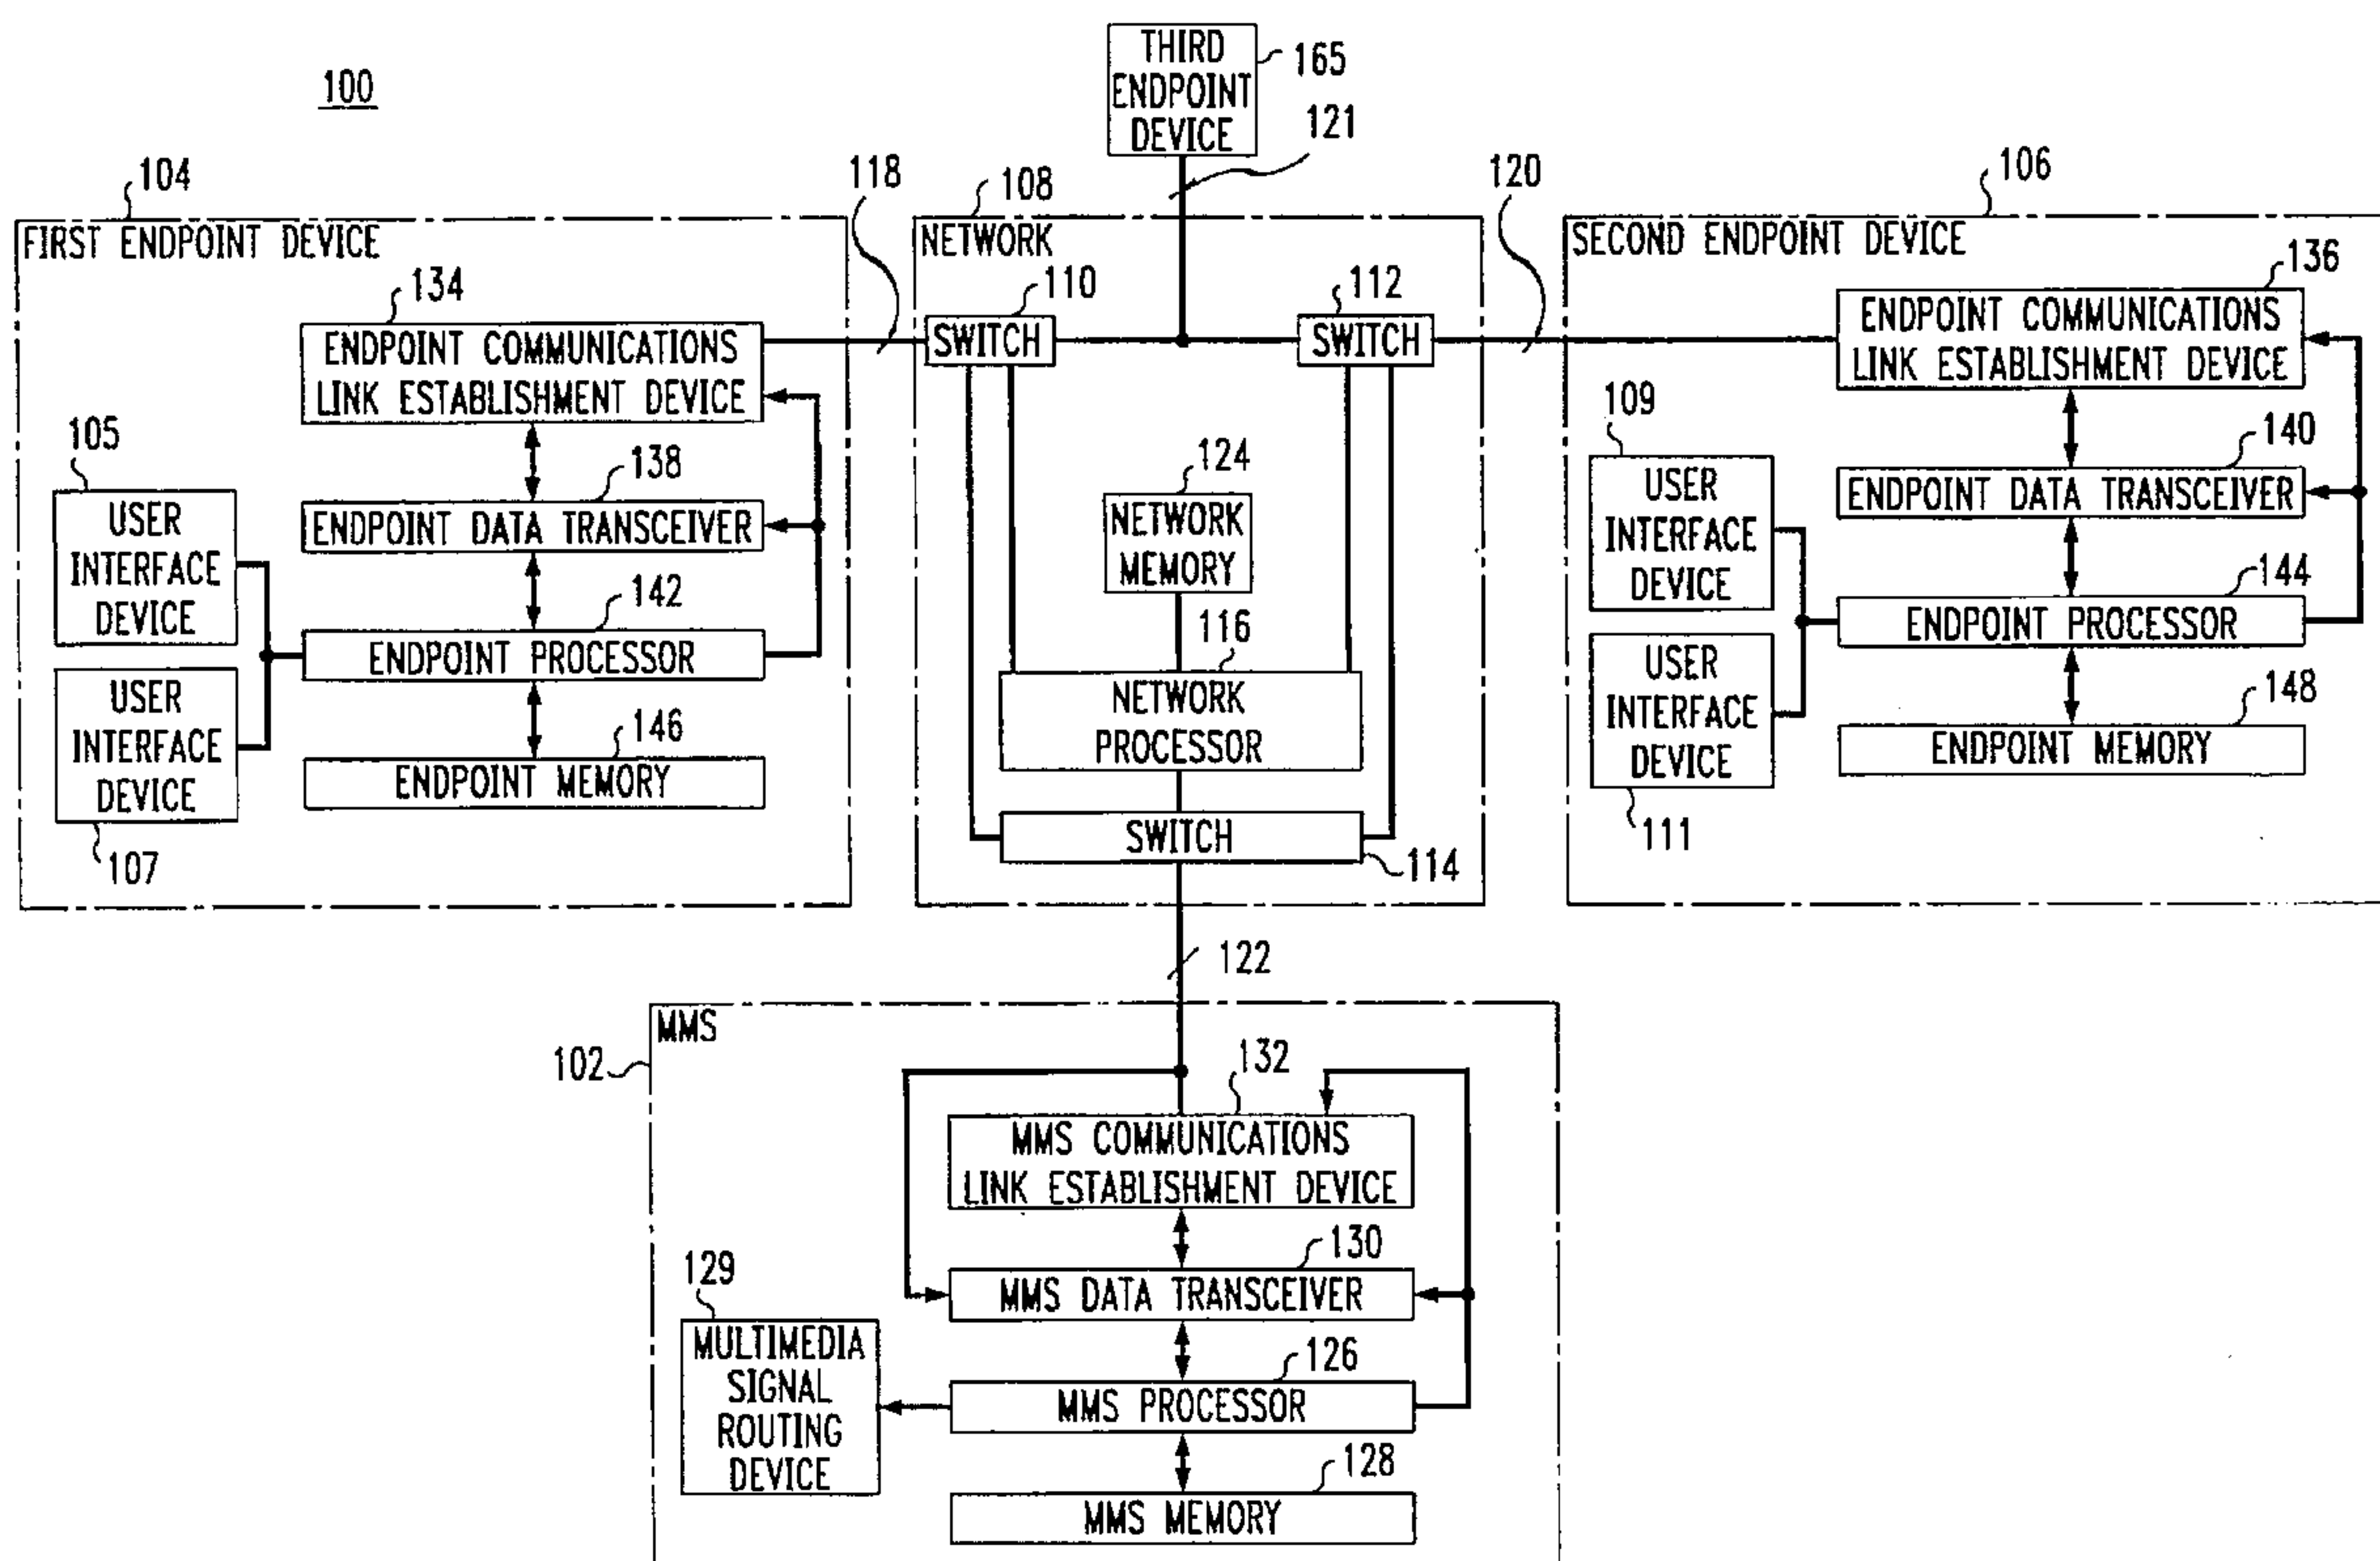 100
THIRD
ENDPOINT
DEVICE
165
121
104
118
108
120
106
FIRST ENDPOINT DEVICE
134
ENDPOINT COMMUNICATIONS
LINK ESTABLISHMENT DEVICE
105
USER
INTERFACE
DEVICE
138
ENDPOINT DATA TRANSCEIVER
142
ENDPOINT PROCESSOR
USER
INTERFACE
DEVICE
107
146
ENDPOINT MEMORY
NETWORK
110
SWITCH
112
SWITCH
124
NETWORK
MEMORY
116
NETWORK
PROCESSOR
SWITCH
114
SECOND ENDPOINT DEVICE
136
ENDPOINT COMMUNICATIONS
LINK ESTABLISHMENT DEVICE
109
USER
INTERFACE
DEVICE
140
ENDPOINT DATA TRANSCEIVER
144
ENDPOINT PROCESSOR
USER
INTERFACE
DEVICE
111
148
ENDPOINT MEMORY
122
MMS
102
132
MMS COMMUNICATIONS
LINK ESTABLISHMENT DEVICE
130
MMS DATA TRANSCEIVER
129
MULTIMEDIA
SIGNAL
ROUTING
DEVICE
126
MMS PROCESSOR
128
MMS MEMORY